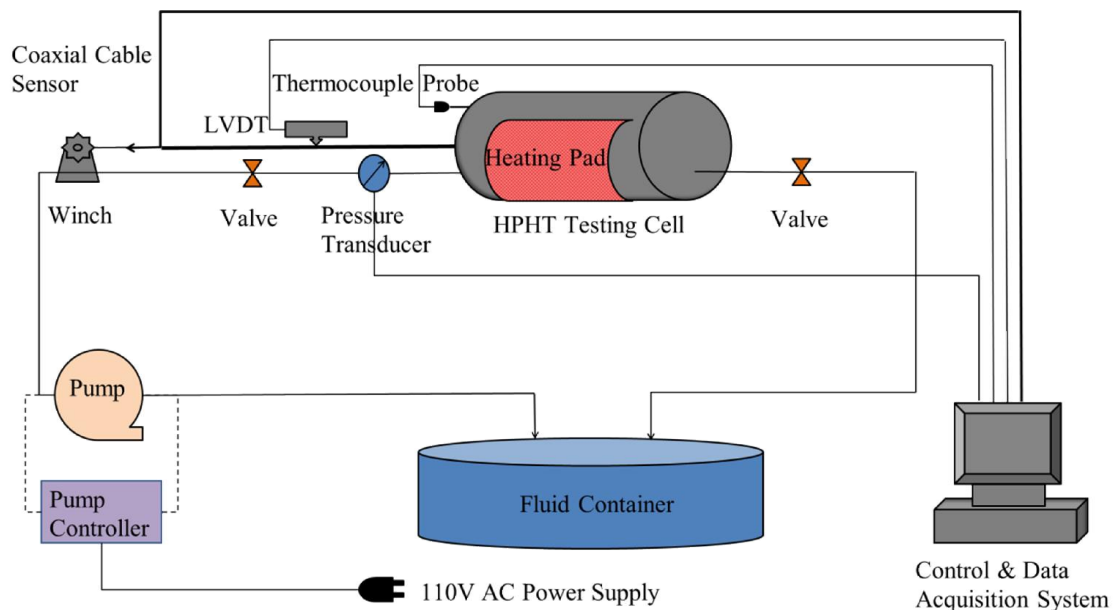 Coaxial Cable
Sensor
Thermocouple Probe
LVDT
Heating Pad
Winch
Valve
Pressure
Transducer
HPHT Testing Cell
Valve
Pump
Pump
Controller
Fluid Container
110V AC Power Supply
Control & Data
Acquisition System